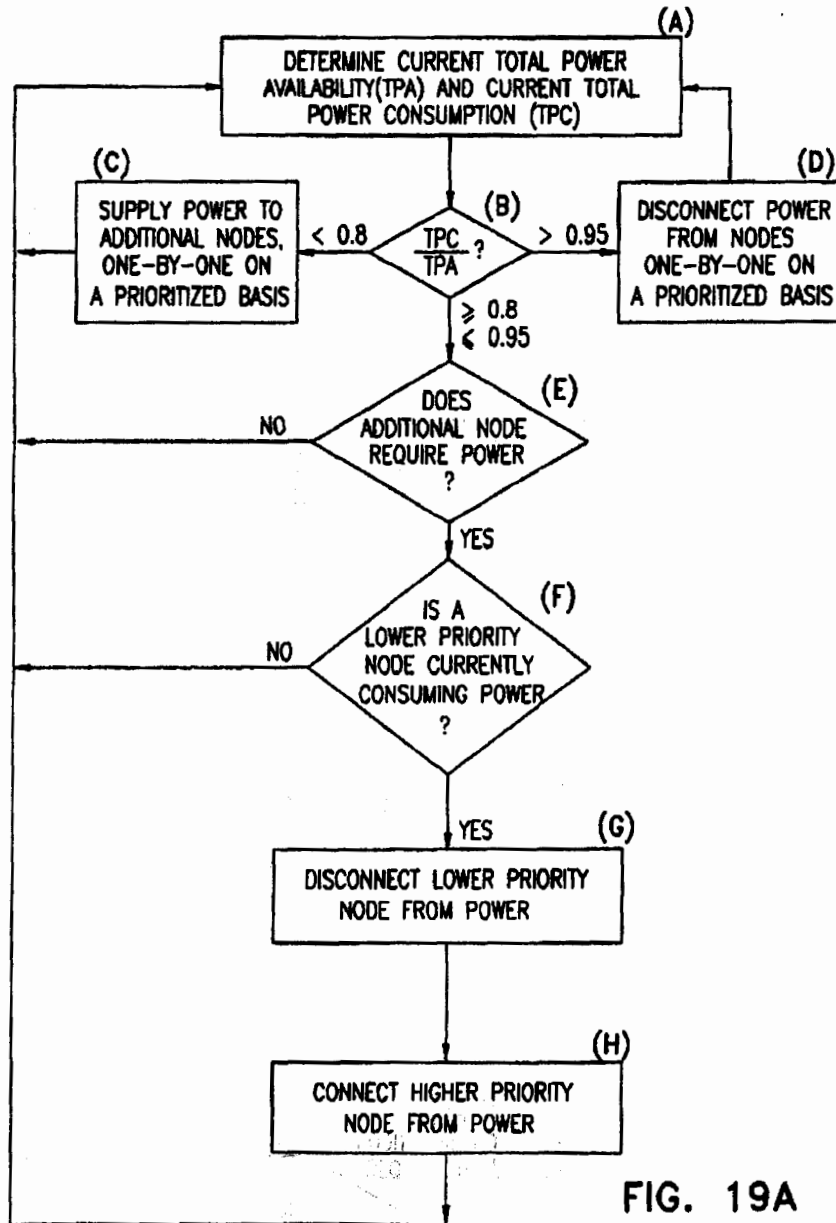 (A)
DETERMINE CURRENT TOTAL POWER
AVAILABILITY(TPA) AND CURRENT TOTAL
POWER CONSUMPTION (TPC)
(C)
SUPPLY POWER TO
ADDITIONAL NODES,
ONE-BY-ONE ON
A PRIORITIZED BASIS
< 0.8
(B)
TPC
TPA ?
> 0.95
(D)
DISCONNECT POWER
FROM NODES
ONE-BY-ONE ON
A PRIORITIZED BASIS
⩾ 0.8
⩽ 0.95
(E)
DOES
ADDITIONAL NODE
REQUIRE POWER
?
NO
YES
(F)
IS A
LOWER PRIORITY
NODE CURRENTLY
CONSUMING POWER
?
NO
YES
(G)
DISCONNECT LOWER PRIORITY
NODE FROM POWER
(H)
CONNECT HIGHER PRIORITY
NODE FROM POWER
FIG. 19A